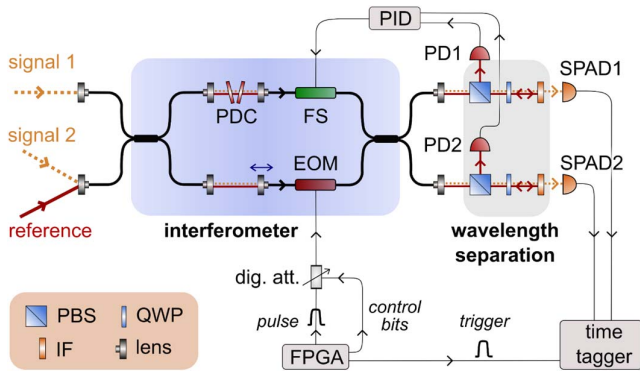 PID
signal 1
PD1
SPAD1
PDC
FS
signal 2
PD2
SPAD2
EOM
reference
interferometer
wavelength
separation
dig. att.
pulse
control
bits
trigger
PBS
QWP
IF
lens
FPGA
time
tagger